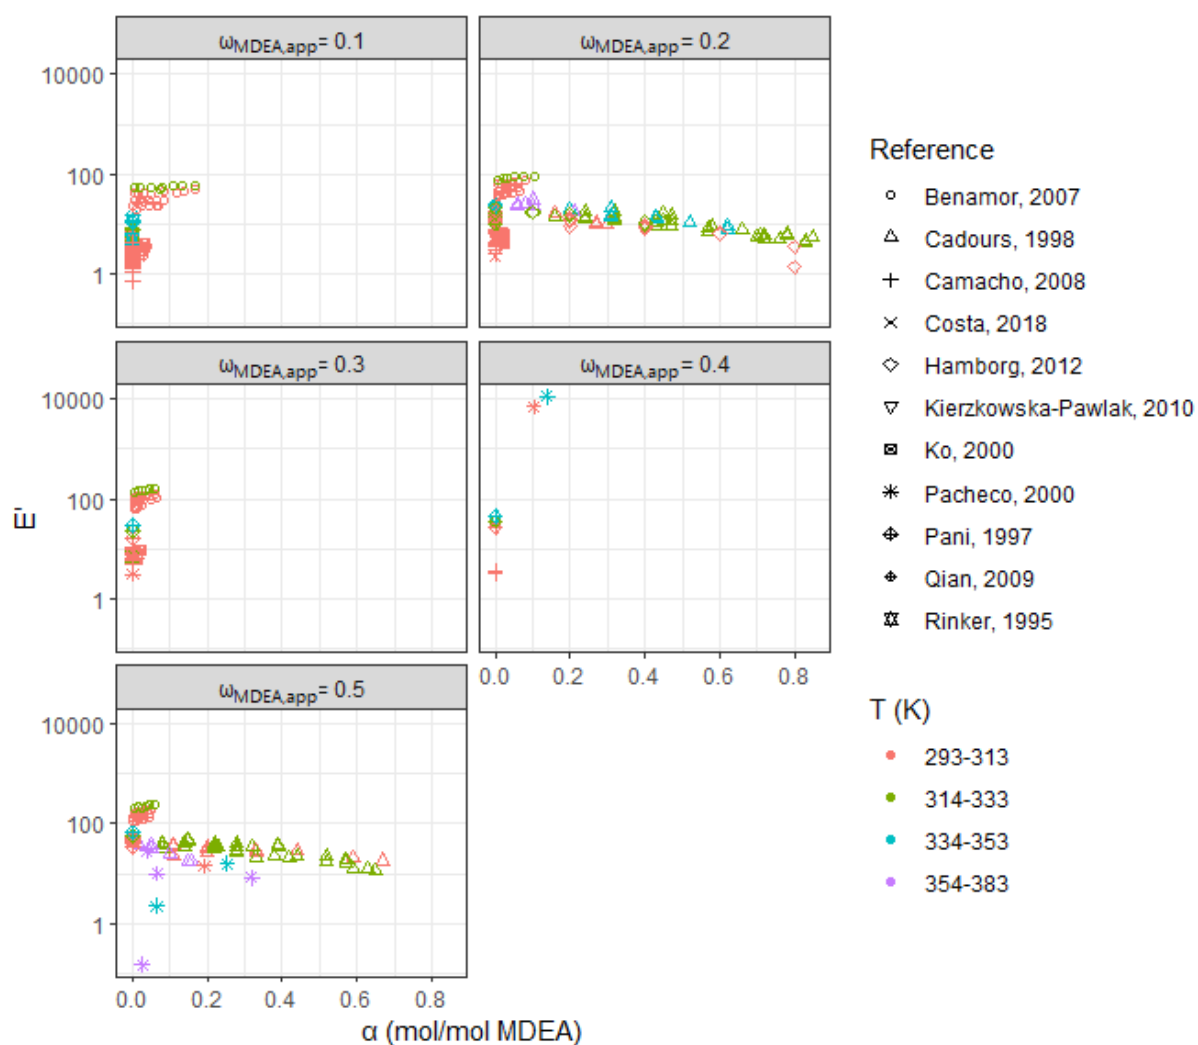 ωMDEA,app= 0.1
ωMDEA,app= 0.2
10000
100
1
ωMDEA,app= 0.3
ωMDEA,app= 0.4
10000
100
1
0.0 0.2 0.4 0.6 0.8
ωMDEA,app= 0.5
10000
100
1
0.0 0.2 0.4 0.6 0.8
α (mol/mol MDEA)
Reference
Benamor, 2007
Cadours, 1998
Camacho, 2008
Costa, 2018
Hamborg, 2012
Kierzkowska-Pawlak, 2010
Ko, 2000
Pacheco, 2000
Pani, 1997
Qian, 2009
Rinker, 1995
T (K)
293-313
314-333
334-353
354-383